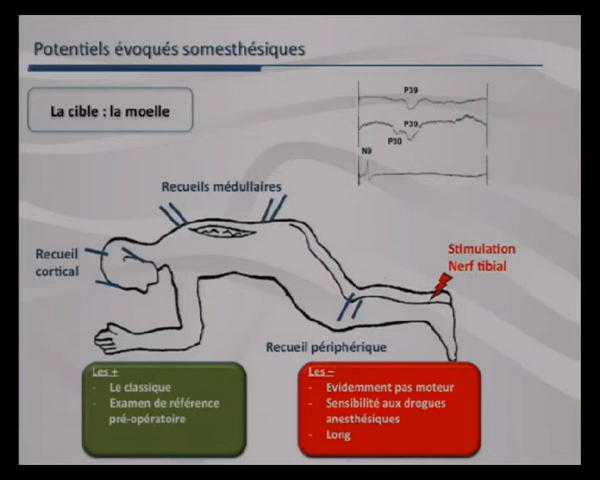 Potentiels évoqués somesthésiques
La cible : la moelle
P39
P39
P30
N9
Recueils médullaires
Recueil
cortical
Stimulation
Nerf tibial
Recueil périphérique
Les +
- Le classique
- Examen de référence
pré-opératoire
Les –
- Evidemment pas moteur
- Sensibilité aux drogues
anesthésiques
- Long